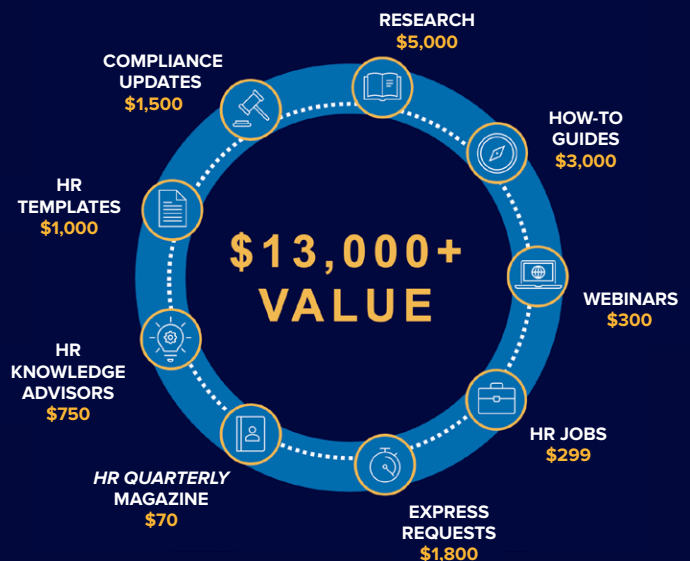 RESEARCH
$5,000
HOW-TO
GUIDES
$3,000
WEBINARS
$300
HR JOBS
$299
EXPRESS
REQUESTS
$1,800
HR QUARTERLY
MAGAZINE
$70
HR
KNOWLEDGE
ADVISORS
$750
HR
TEMPLATES
$1,000
COMPLIANCE
UPDATES
$1,500
$13,000+
VALUE